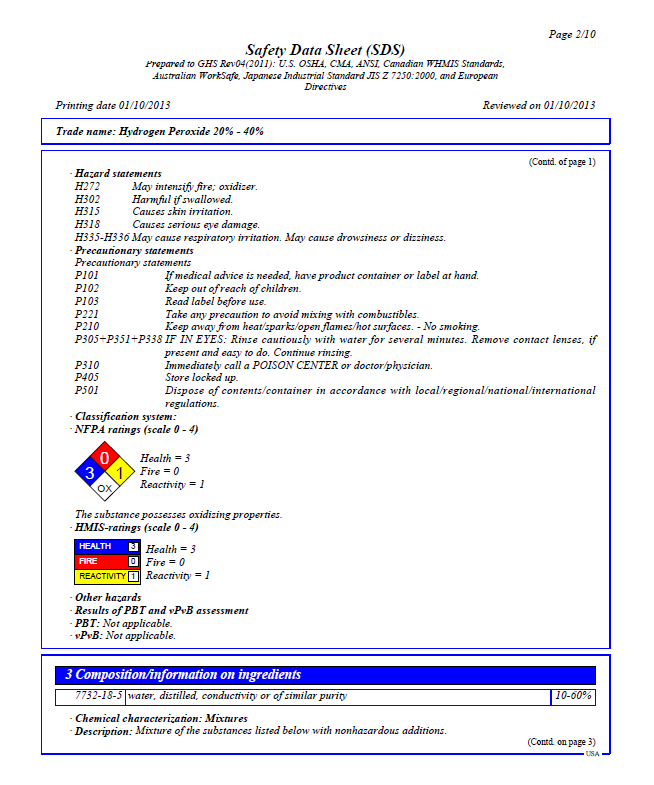 Page 2/10
Safety Data Sheet (SDS)
Prepared to GHS Rev04(2011): U.S. OSHA, CMA, ANSI, Canadian WHMIS Standards,
Australian WorkSafe, Japanese Industrial Standard JIS Z 7250:2000, and European
Directives
Printing date 01/10/2013 Reviewed on 01/10/2013
Trade name: Hydrogen Peroxide 20% - 40%
(Contd. of page 1)
· Hazard statements
H272 May intensify fire; oxidizer.
H302 Harmful if swallowed.
H315 Causes skin irritation.
H318 Causes serious eye damage.
H335-H336 May cause respiratory irritation. May cause drowsiness or dizziness.
· Precautionary statements
Precautionary statements
P101 If medical advice is needed, have product container or label at hand.
P102 Keep out of reach of children.
P103 Read label before use.
P221 Take any precaution to avoid mixing with combustibles.
P210 Keep away from heat/sparks/open flames/hot surfaces. - No smoking.
P305+P351+P338 IF IN EYES: Rinse cautiously with water for several minutes. Remove contact lenses, if
present and easy to do. Continue rinsing.
P310 Immediately call a POISON CENTER or doctor/physician.
P405 Store locked up.
P501 Dispose of contents/container in accordance with local/regional/national/international
regulations.
· Classification system:
· NFPA ratings (scale 0 - 4)
0
3 1
OX
Health = 3
Fire = 0
Reactivity = 1
The substance possesses oxidizing properties.
· HMIS-ratings (scale 0 - 4)
HEALTH 3 Health = 3
FIRE 0 Fire = 0
REACTIVITY 1 Reactivity = 1
· Other hazards
· Results of PBT and vPvB assessment
· PBT: Not applicable.
· vPvB: Not applicable.
3 Composition/information on ingredients
7732-18-5 water, distilled, conductivity or of similar purity 10-60%
· Chemical characterization: Mixtures
· Description: Mixture of the substances listed below with nonhazardous additions.
(Contd. on page 3)
USA